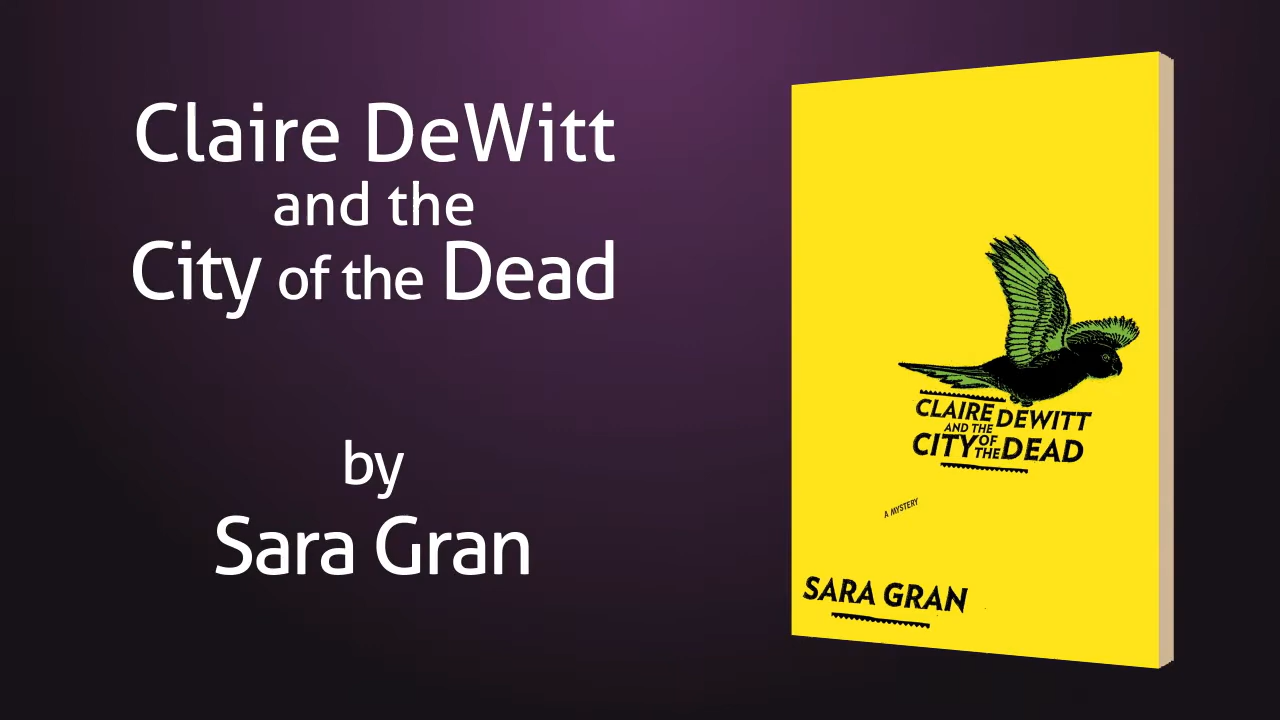 Claire DeWitt
and the
City of the Dead
by
Sara Gran
CLAIRE DEWITT
AND THE
CITY OF THE DEAD
A MYSTERY
SARA GRAN